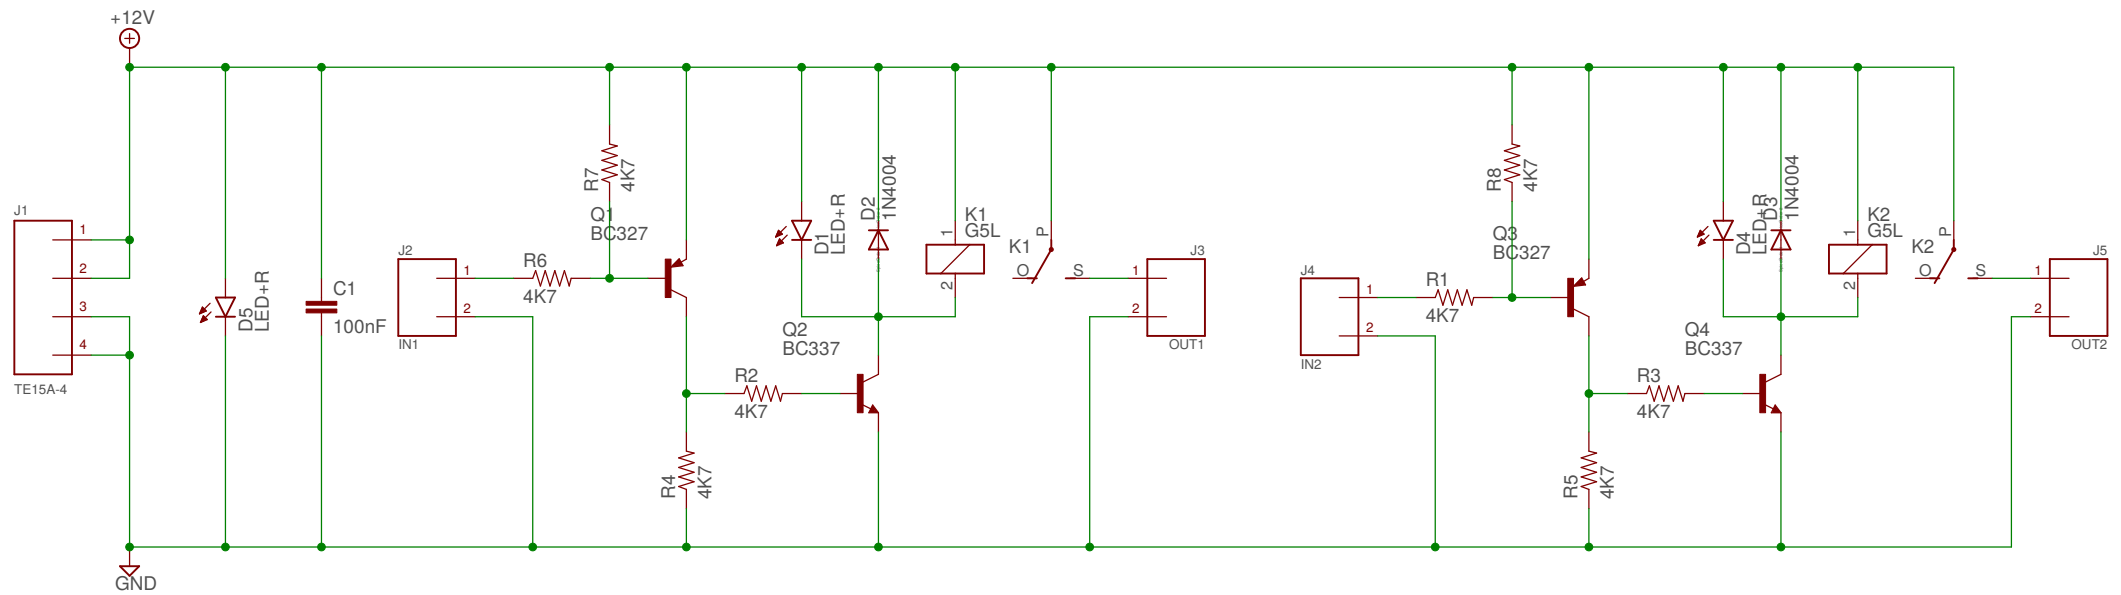 +12V
J1
1
2
3
4
TE15A-4
GND
D5
LED+R
C1
100nF
J2
1
2
IN1
R6
4K7
R7
4K7
Q1
BC327
R4
4K7
R2
4K7
D1
LED+R
D2
1N4004
Q2
BC337
K1
G5L
1
2
K1
O
P
S
J3
1
2
OUT1
J4
1
2
IN2
R1
4K7
R8
4K7
Q3
BC327
R5
4K7
R3
4K7
D4
LED+R
D3
1N4004
Q4
BC337
K2
G5L
1
2
K2
O
P
S
J5
1
2
OUT2